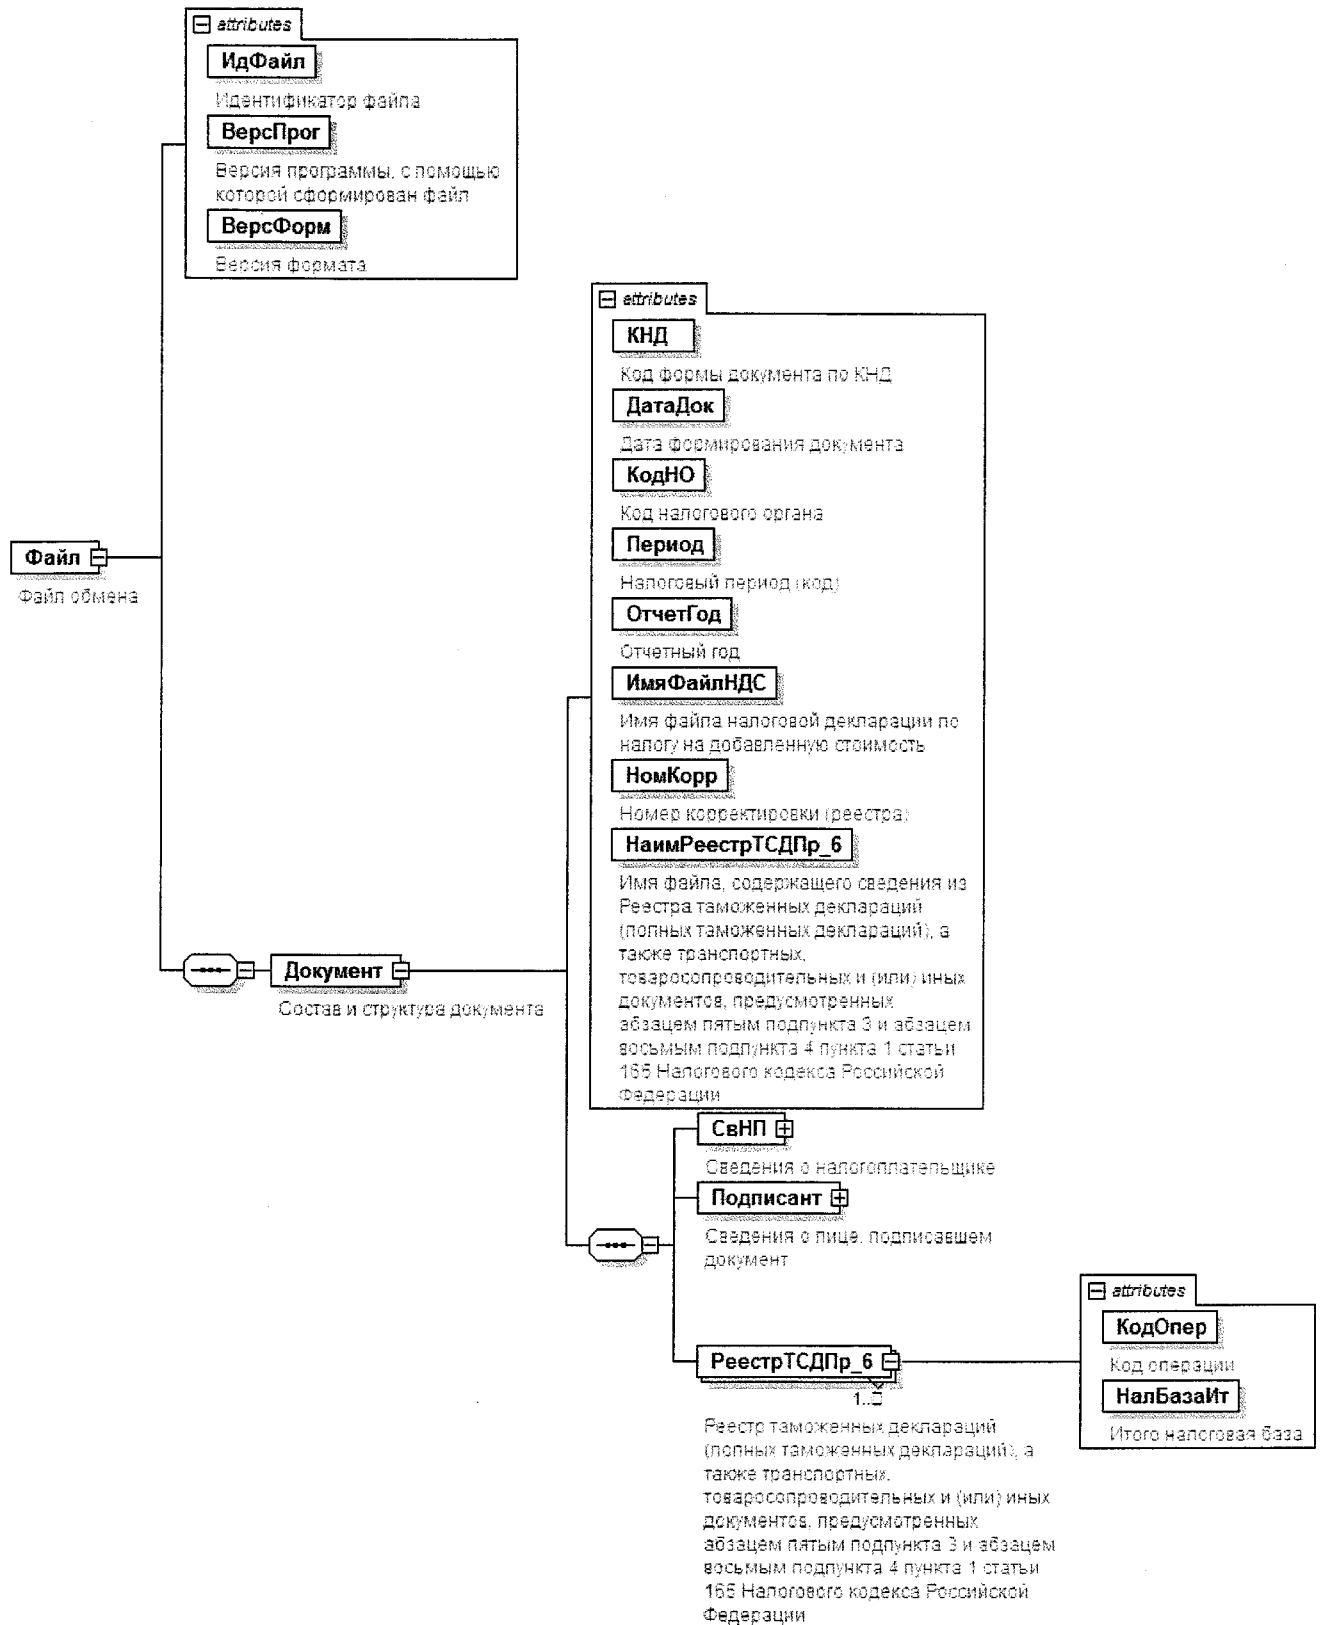 attributes
ИдФайл
Идентификатор файла
ВерсПрог
Версия программы, с помощью
которой сформирован файл
ВерсФорм
Версия формата
Файл
Файл обмена
attributes
КНД
Код формы документа по КНД
ДатаДок
Дата формирования документа
КодНО
Код налогового органа
Период
Налоговый период (код)
ОтчетГод
Отчетный год
ИмяФайлНДС
Имя файла налоговой декларации по
налогу на добавленную стоимость
НомКорр
Номер корректировки (реестра)
НаимРеестрТСДПр_6
Имя файла, содержащего сведения из
Реестра таможенных деклараций
(полных таможенных деклараций), а
также транспортных,
товаросопроводительных и (или) иных
документов, предусмотренных
абзацем пятым подпункта 3 и абзацем
восьмым подпункта 4 пункта 1 статьи
165 Налогового кодекса Российской
Федерации
Документ
Состав и структура документа
СвНП
Сведения о налогоплательщике
Подписант
Сведения о лице, подписавшем
документ
РеестрТСДПр_6
1..□
Реестр таможенных деклараций
(полных таможенных деклараций), а
также транспортных,
товаросопроводительных и (или) иных
документов, предусмотренных
абзацем пятым подпункта 3 и абзацем
восьмым подпункта 4 пункта 1 статьи
165 Налогового кодекса Российской
Федерации
attributes
КодОпер
Код операции
НалБазаИт
Итого налоговая база